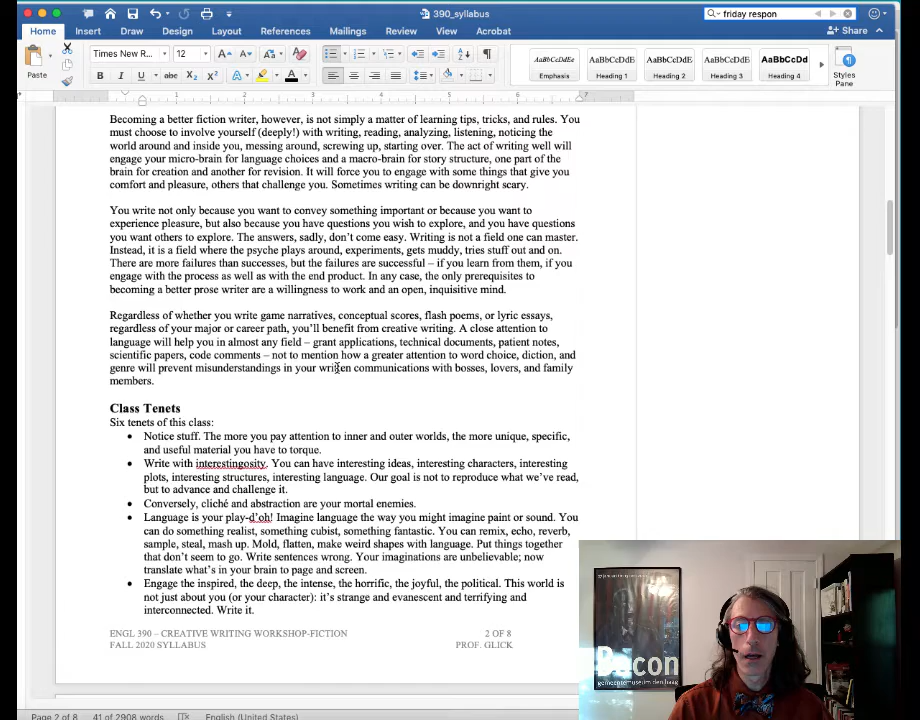 390_syllabus
friday respon
Home Insert Draw Design Layout References Mailings Review View Acrobat
Share
Paste
Times New R...
12
AaBbCcDdEe AaBbCcDc AaBbCcDc AaBbCcDc AaBbCcDd
Emphasis Heading 1 Heading 2 Heading 3 Heading 4
Styles
Pane
1 2 3 4 5 6 7
Becoming a better fiction writer, however, is not simply a matter of learning tips, tricks, and rules. You
must choose to involve yourself (deeply!) with writing, reading, analyzing, listening, noticing the
world around and inside you, messing around, screwing up, starting over. The act of writing well will
engage your micro-brain for language choices and a macro-brain for story structure, one part of the
brain for creation and another for revision. It will force you to engage with some things that give you
comfort and pleasure, others that challenge you. Sometimes writing can be downright scary.
You write not only because you want to convey something important or because you want to
experience pleasure, but also because you have questions you wish to explore, and you have questions
you want others to explore. The answers, sadly, don't come easy. Writing is not a field one can master.
Instead, it is a field where the psyche plays around, experiments, gets muddy, tries stuff out and on.
There are more failures than successes, but the failures are successful – if you learn from them, if you
engage with the process as well as with the end product. In any case, the only prerequisites to
becoming a better prose writer are a willingness to work and an open, inquisitive mind.
Regardless of whether you write game narratives, conceptual scores, flash poems, or lyric essays,
regardless of your major or career path, you'll benefit from creative writing. A close attention to
language will help you in almost any field – grant applications, technical documents, patient notes,
scientific papers, code comments – not to mention how a greater attention to word choice, diction, and
genre will prevent misunderstandings in your written communications with bosses, lovers, and family
members.
Class Tenets
Six tenets of this class:
• Notice stuff. The more you pay attention to inner and outer worlds, the more unique, specific,
and useful material you have to torque.
• Write with interestingosity. You can have interesting ideas, interesting characters, interesting
plots, interesting structures, interesting language. Our goal is not to reproduce what we've read,
but to advance and challenge it.
• Conversely, cliché and abstraction are your mortal enemies.
• Language is your play-d'oh! Imagine language the way you might imagine paint or sound. You
can do something realist, something cubist, something fantastic. You can remix, echo, reverb,
sample, steal, mash up. Mold, flatten, make weird shapes with language. Put things together
that don't seem to go. Write sentences wrong. Your imaginations are unbelievable; now
translate what's in your brain to page and screen.
• Engage the inspired, the deep, the intense, the horrific, the joyful, the political. This world is
not just about you (or your character): it's strange and evanescent and terrifying and
interconnected. Write it.
ENGL 390 – CREATIVE WRITING WORKSHOP-FICTION 2 OF 8
FALL 2020 SYLLABUS PROF. GLICK
Bacon
gemeentemuseum den haag
Page 2 of 8 41 of 2908 words English (United States)